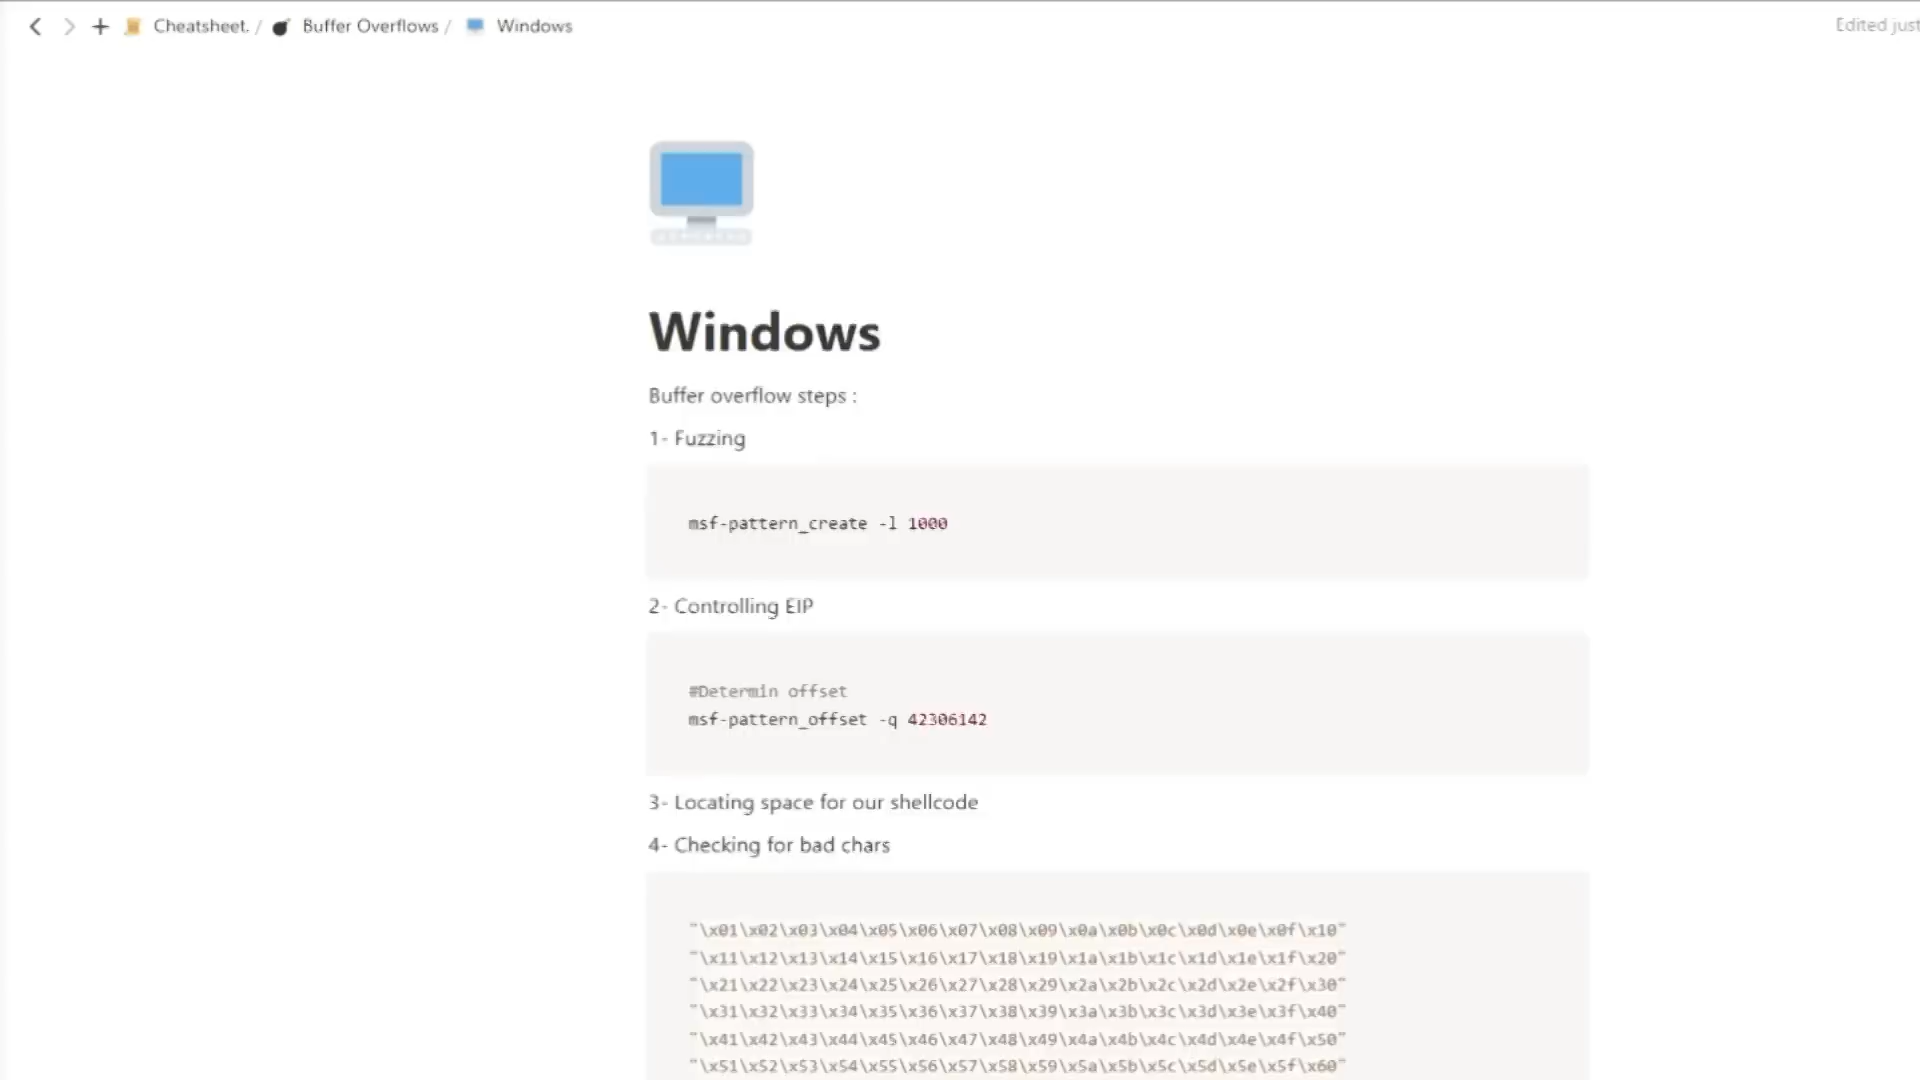 Cheatsheet. / Buffer Overflows / Windows
Edited just
Windows
Buffer overflow steps :
1- Fuzzing
msf-pattern_create -l 1000
2- Controlling EIP
#Determin offset
msf-pattern_offset -q 42306142
3- Locating space for our shellcode
4- Checking for bad chars
"\x01\x02\x03\x04\x05\x06\x07\x08\x09\x0a\x0b\x0c\x0d\x0e\x0f\x10"
"\x11\x12\x13\x14\x15\x16\x17\x18\x19\x1a\x1b\x1c\x1d\x1e\x1f\x20"
"\x21\x22\x23\x24\x25\x26\x27\x28\x29\x2a\x2b\x2c\x2d\x2e\x2f\x30"
"\x31\x32\x33\x34\x35\x36\x37\x38\x39\x3a\x3b\x3c\x3d\x3e\x3f\x40"
"\x41\x42\x43\x44\x45\x46\x47\x48\x49\x4a\x4b\x4c\x4d\x4e\x4f\x50"
"\x51\x52\x53\x54\x55\x56\x57\x58\x59\x5a\x5b\x5c\x5d\x5e\x5f\x60"